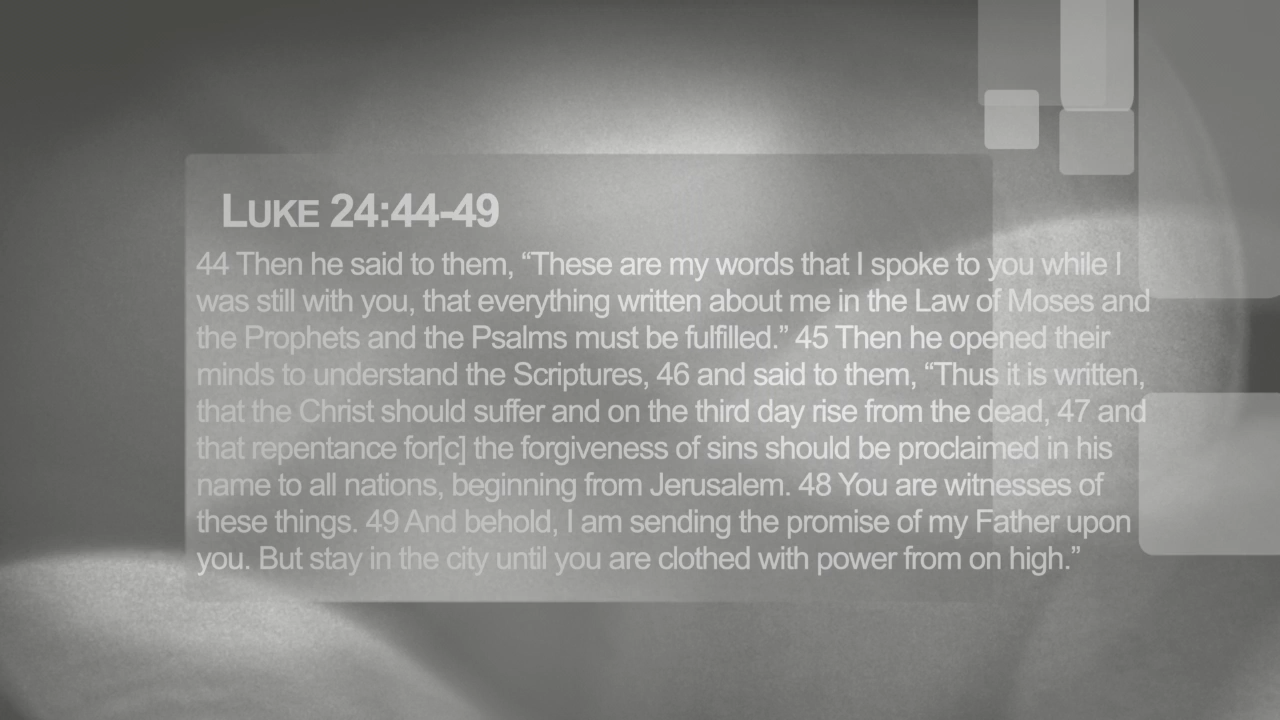 LUKE 24:44-49
44 Then he said to them, “These are my words that I spoke to you while I
was still with you, that everything written about me in the Law of Moses and
the Prophets and the Psalms must be fulfilled.” 45 Then he opened their
minds to understand the Scriptures, 46 and said to them, “Thus it is written,
that the Christ should suffer and on the third day rise from the dead, 47 and
that repentance for[c] the forgiveness of sins should be proclaimed in his
name to all nations, beginning from Jerusalem. 48 You are witnesses of
these things. 49 And behold, I am sending the promise of my Father upon
you. But stay in the city until you are clothed with power from on high.”